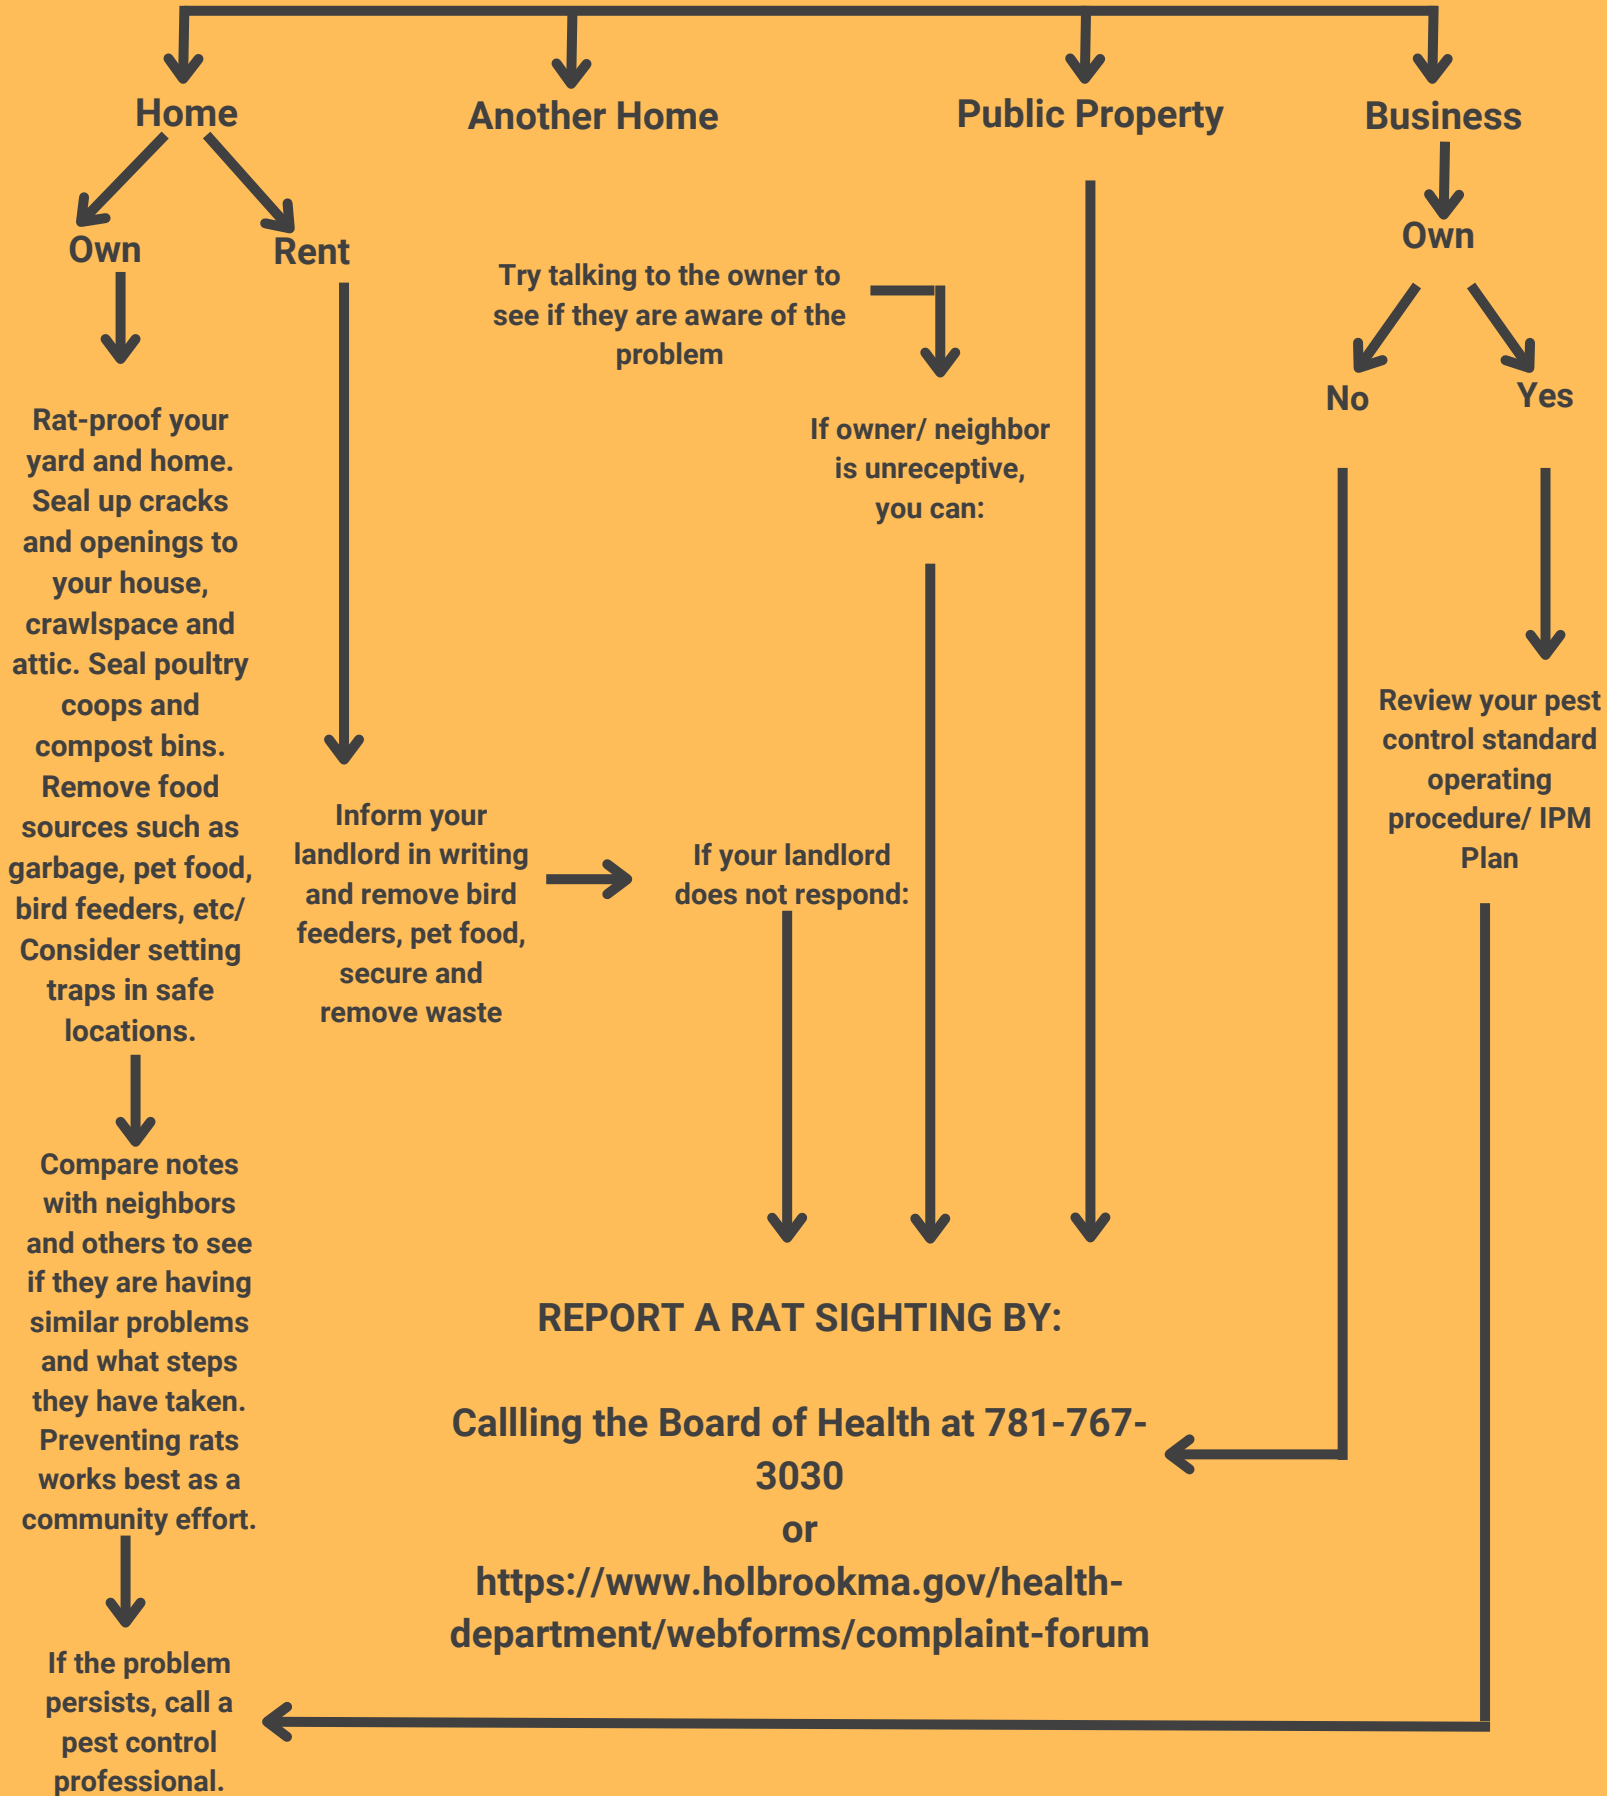 Home
Another Home
Public Property
Business
Own
Rent
Own
Try talking to the owner to
see if they are aware of the
problem
No
Yes
If owner/ neighbor
is unreceptive,
you can:
Rat-proof your
yard and home.
Seal up cracks
and openings to
your house,
crawlspace and
attic. Seal poultry
coops and
compost bins.
Remove food
sources such as
garbage, pet food,
bird feeders, etc/
Consider setting
traps in safe
locations.
Inform your
landlord in writing
and remove bird
feeders, pet food,
secure and
remove waste
If your landlord
does not respond:
Review your pest
control standard
operating
procedure/ IPM
Plan
Compare notes
with neighbors
and others to see
if they are having
similar problems
and what steps
they have taken.
Preventing rats
works best as a
community effort.
REPORT A RAT SIGHTING BY:
Callling the Board of Health at 781-767-
3030
or
https://www.holbrookma.gov/health-
department/webforms/complaint-forum
If the problem
persists, call a
pest control
professional.